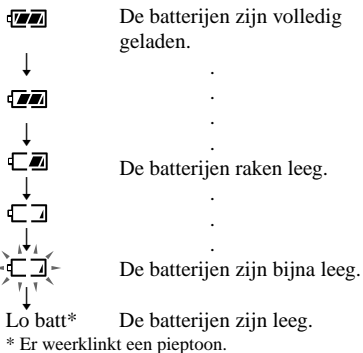 De batterijen zijn volledig
geladen.
.
.
.
.
De batterijen raken leeg.
.
.
.
De batterijen zijn bijna leeg.
Lo batt* De batterijen zijn leeg.
* Er weerklinkt een pieptoon.